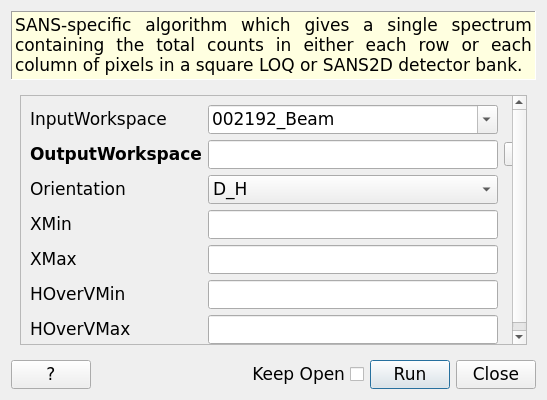 SANS-specific algorithm which gives a single spectrum
containing the total counts in either each row or each
column of pixels in a square LOQ or SANS2D detector bank.
InputWorkspace 002192_Beam
OutputWorkspace
Orientation D_H
XMin
XMax
HOverVMin
HOverVMax
? Keep Open Run Close